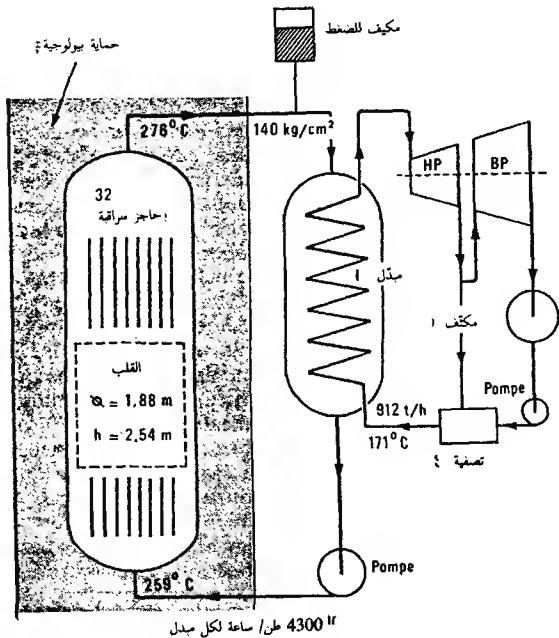 مكيف للضغط
حماية بيولوجية
276°C
140 kg/cm²
HP
BP
32
حاجز مراقبة
مبدّل
القلب
ø = 1,88 m
h = 2,54 m
مكثف
Pompe
912 t/h
171°C
تصفية
Pompe
259°C
4300 طن/ ساعة لكل مبدل